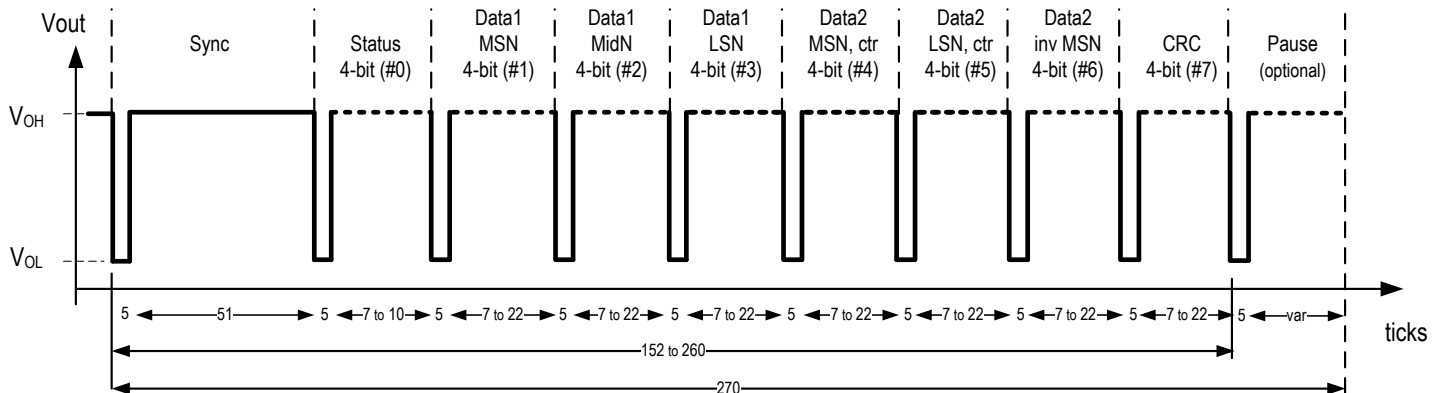 Vout
Sync
Status
4-bit (#0)
Data1
MSN
4-bit (#1)
Data1
MidN
4-bit (#2)
Data1
LSN
4-bit (#3)
Data2
MSN, ctr
4-bit (#4)
Data2
LSN, ctr
4-bit (#5)
Data2
inv MSN
4-bit (#6)
CRC
4-bit (#7)
Pause
(optional)
VOH
VOL
5 51 5 7 to 10 5 7 to 22 5 7 to 22 5 7 to 22 5 7 to 22 5 7 to 22 5 7 to 22 5 7 to 22 5 var
ticks
152 to 260
270